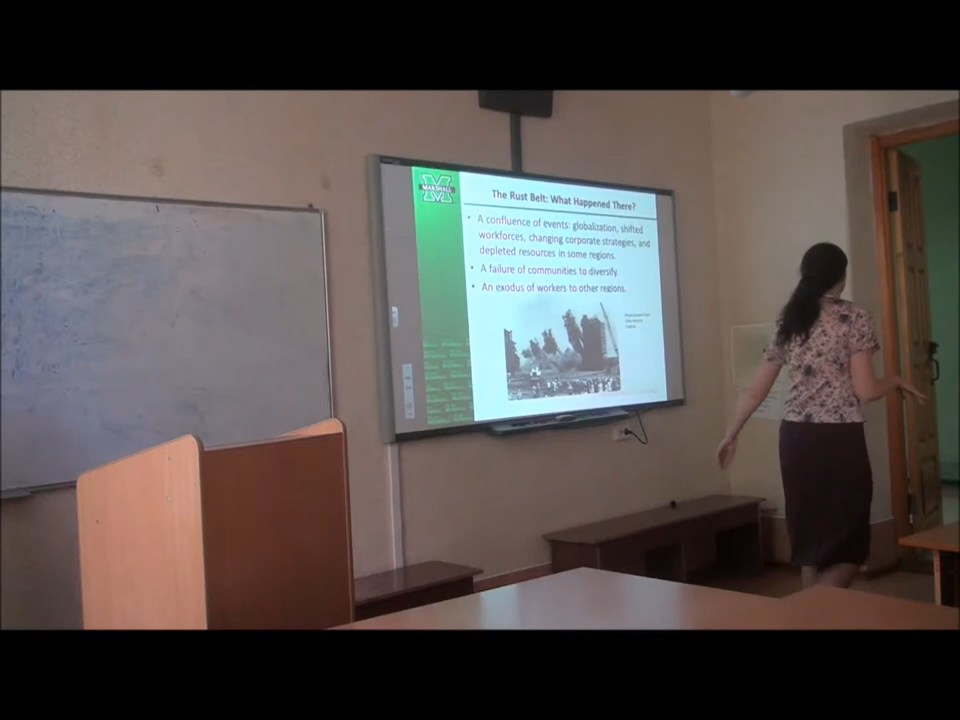 MARSHALL
The Rust Belt: What Happened There?
• A confluence of events: globalization, shifted
workforces, changing corporate strategies, and
depleted resources in some regions.
• A failure of communities to diversify.
• An exodus of workers to other regions.